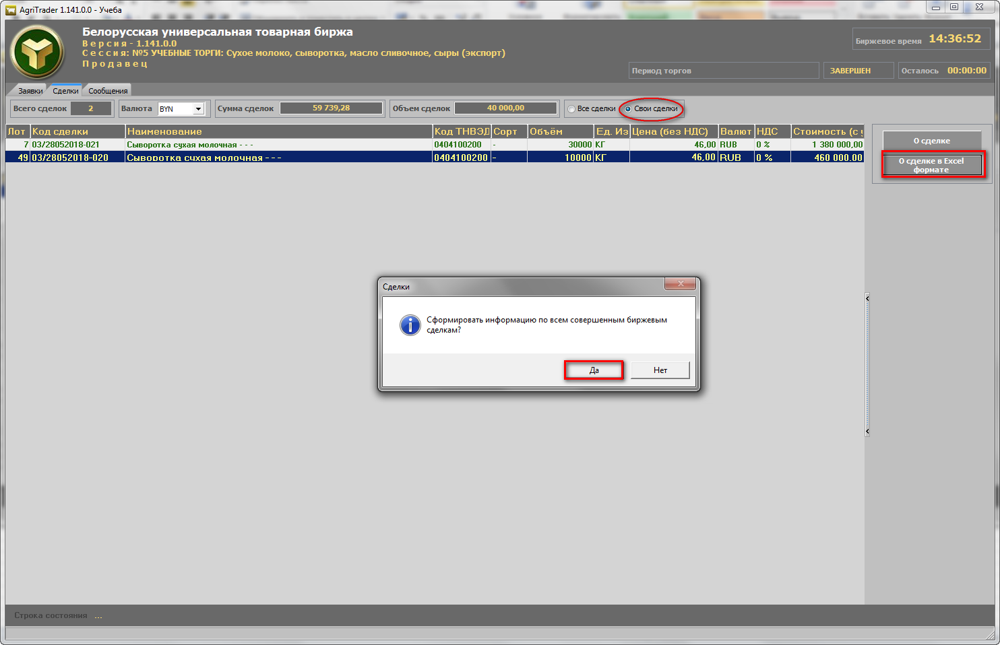 AgriTrader 1.141.0.0 - Учеба
Белорусская универсальная товарная биржа
Версия - 1.141.0.0
Сессия: №5 УЧЕБНЫЕ ТОРГИ: Сухое молоко, сыворотка, масло сливочное, сыры (экспорт)
Продавец
Биржевое время 14:36:52
Период торгов ЗАВЕРШЕН Осталось 00:00:00
Заявки Сделки Сообщения
Всего сделок 2 Валюта BYN Сумма сделок 59 739,28 Объем сделок 40 000,00 Все сделки Свои сделки
Лот Код сделки Наименование Код ТНВЭД Сорт Объём Ед. Из Цена (без НДС) Валют НДС Стоимость (с
7 03/28052018-021 Сыворотка сухая молочная - - - 0404100200 - 30000 КГ 46,00 RUB 0 % 1 380 000,00
49 03/28052018-020 Сыворотка сухая молочная - - - 0404100200 - 10000 КГ 46,00 RUB 0 % 460 000.00
О сделке
О сделке в Excel
формате
Сделки
Сформировать информацию по всем совершенным биржевым
сделкам?
Да Нет
Строка состояния ...